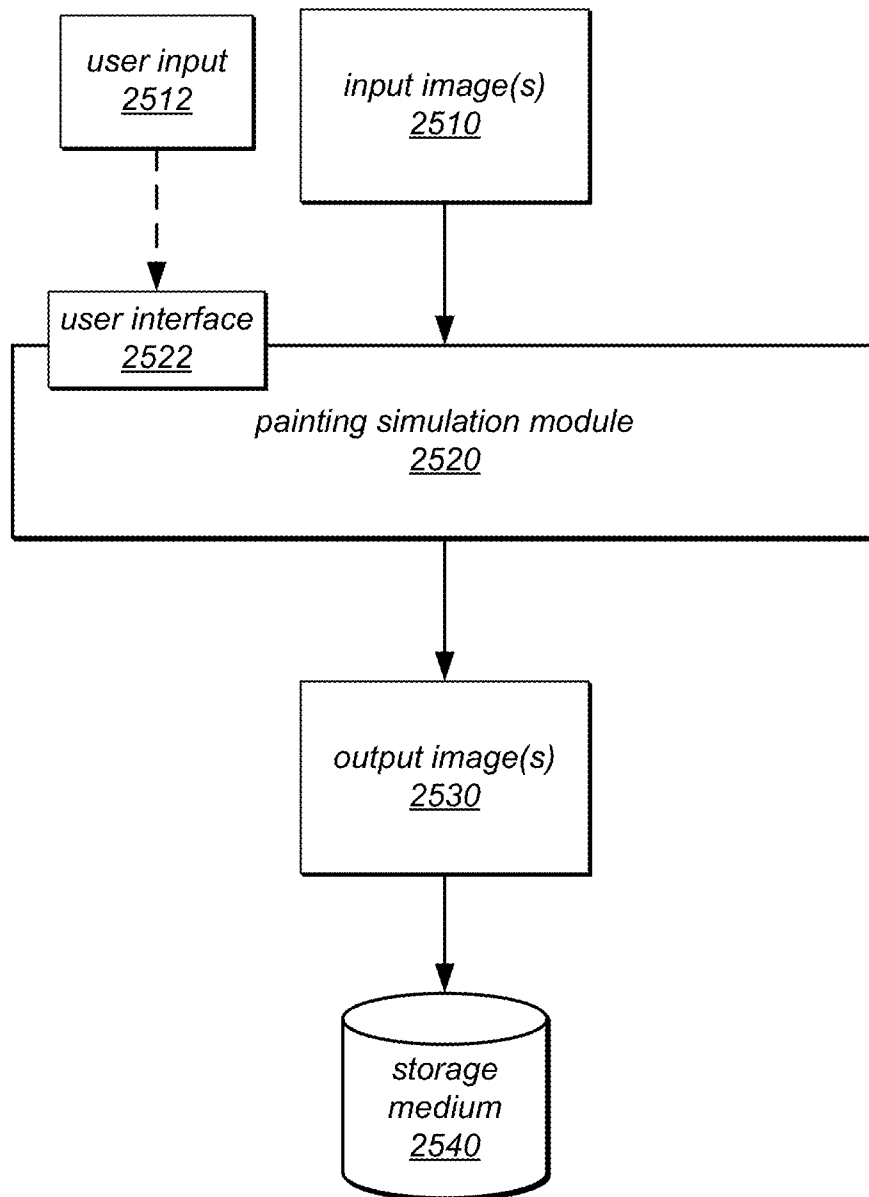 user input
2512
input image(s)
2510
user interface
2522
painting simulation module
2520
output image(s)
2530
storage
medium
2540